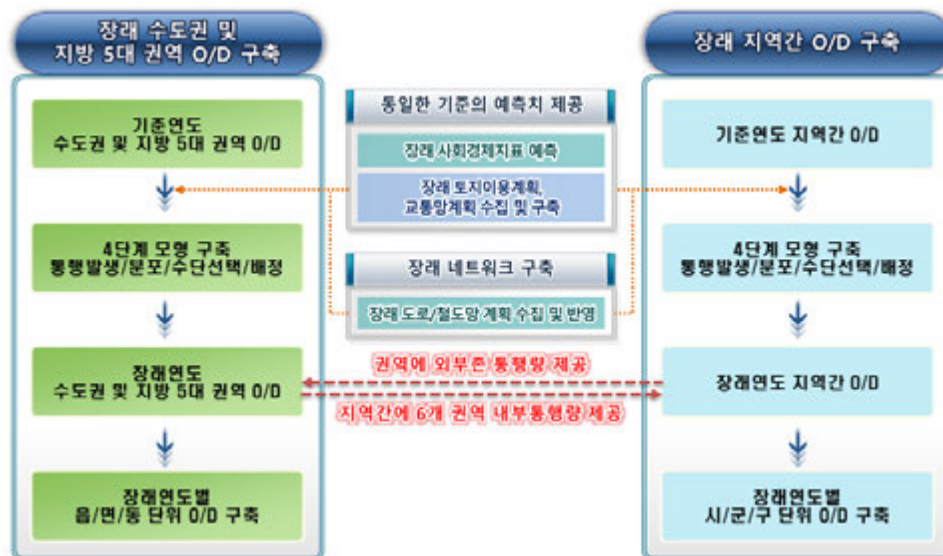 장래 수도권 및
지방 5대 권역 O/D 구축
기준연도
수도권 및 지방 5대 권역 O/D
4단계 모형 구축
통행발생/분포/수단선택/배정
장래연도
수도권 및 지방 5대 권역 O/D
장래연도별
읍/면/동 단위 O/D 구축
통일한 기준의 예측치 제공
장래 사회경제지표 예측
장래 토지이용계획,
교통망계획 수집 및 구축
장래 네트워크 구축
장래 도로/철도망 계획 수집 및 반영
권역에 외부존 통행량 제공
지역간에 6개 권역 내부통행량 제공
장래 지역간 O/D 구축
기준연도 지역간 O/D
4단계 모형 구축
통행발생/분포/수단선택/배정
장래연도 지역간 O/D
장래연도별
시/군/구 단위 O/D 구축